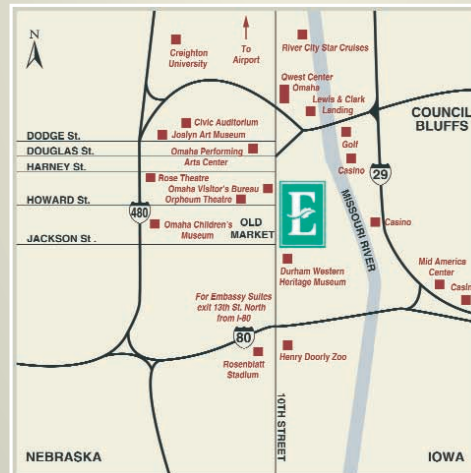 N
Creighton
University
To
Airport
River City Star Cruises
Qwest Center
Omaha
Lewis & Clark
Landing
COUNCIL
BLUFFS
Civic Auditorium
Joslyn Art Museum
DODGE St.
DOUGLAS St.
Omaha Performing
Arts Center
Golf
Casino
HARNEY St.
29
Rose Theatre
Omaha Visitor's Bureau
Orpheum Theatre
E
HOWARD St.
480
Omaha Children's
Museum
OLD
MARKET
MISSOURI RIVER
Casino
JACKSON St.
Durham Western
Heritage Museum
Mid America
Center
Casin
For Embassy Suites
exit 13th St. North
from I-80
80
Rosenblatt
Stadium
Henry Doorly Zoo
10TH STREET
NEBRASKA
IOWA